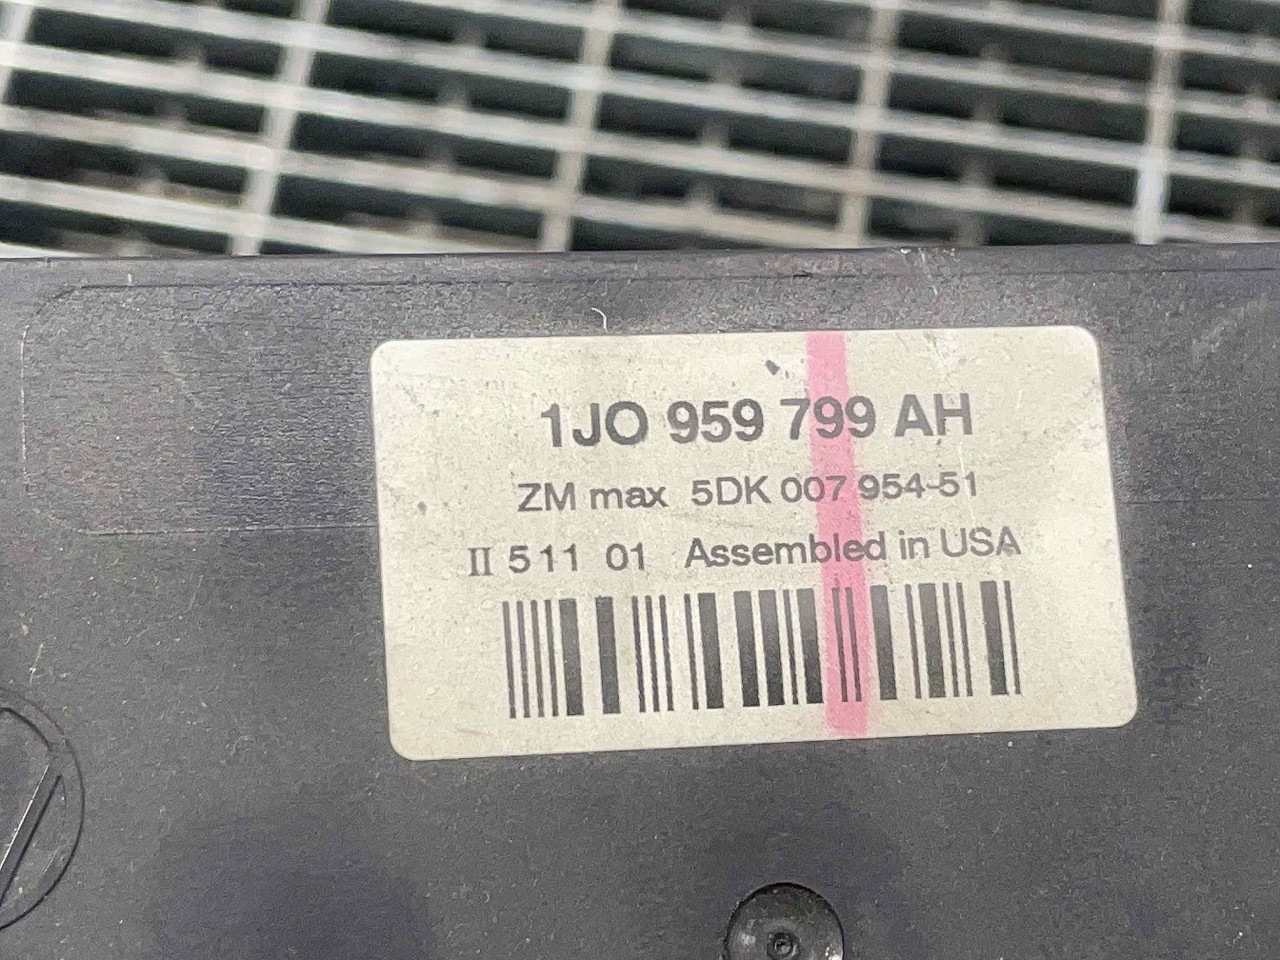 1JO 959 799 AH
ZM max 5DK 007 954-51
II 511 01 Assembled in USA